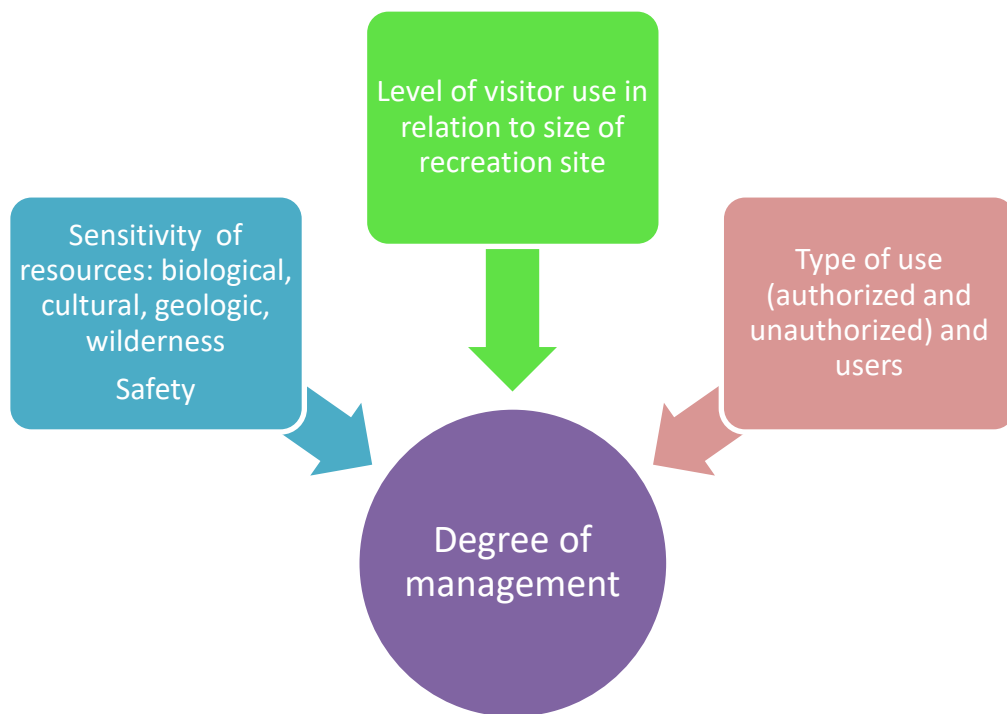 Level of visitor use in
relation to size of
recreation site
Sensitivity of
resources: biological,
cultural, geologic,
wilderness
Safety
Type of use
(authorized and
unauthorized) and
users
Degree of
management